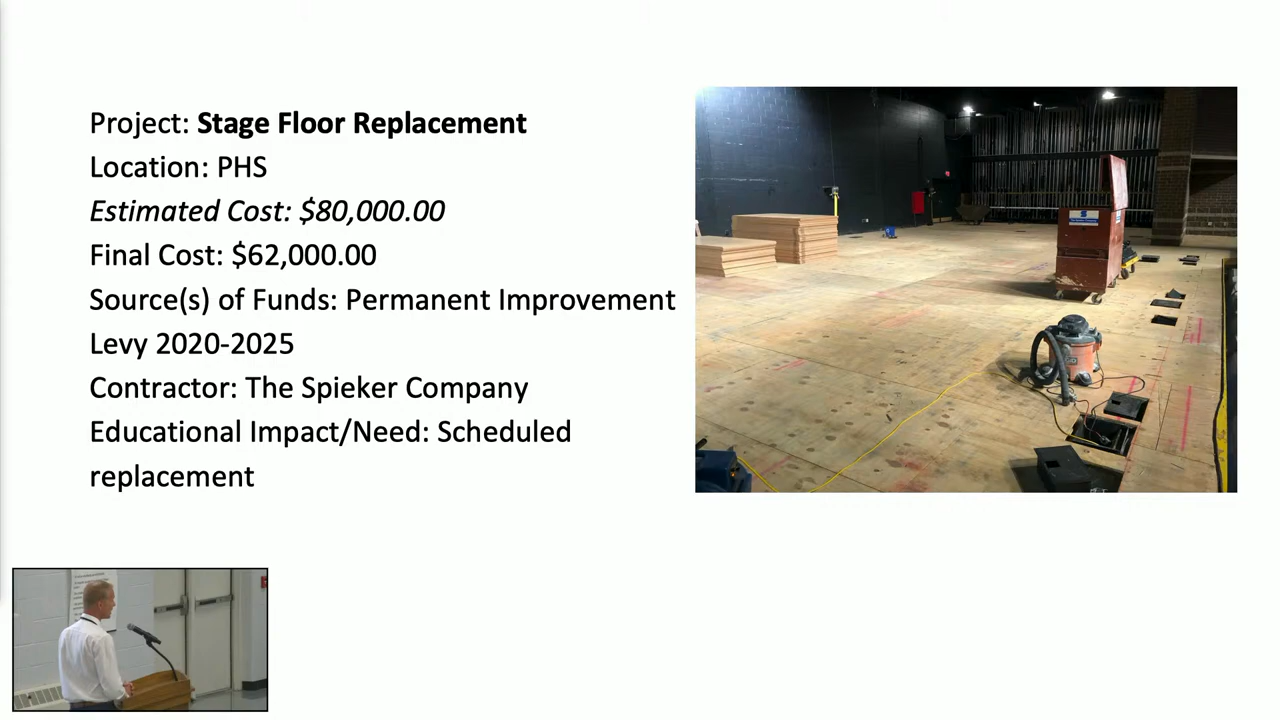 Project: Stage Floor Replacement
Location: PHS
Estimated Cost: $80,000.00
Final Cost: $62,000.00
Source(s) of Funds: Permanent Improvement
Levy 2020-2025
Contractor: The Spieker Company
Educational Impact/Need: Scheduled
replacement